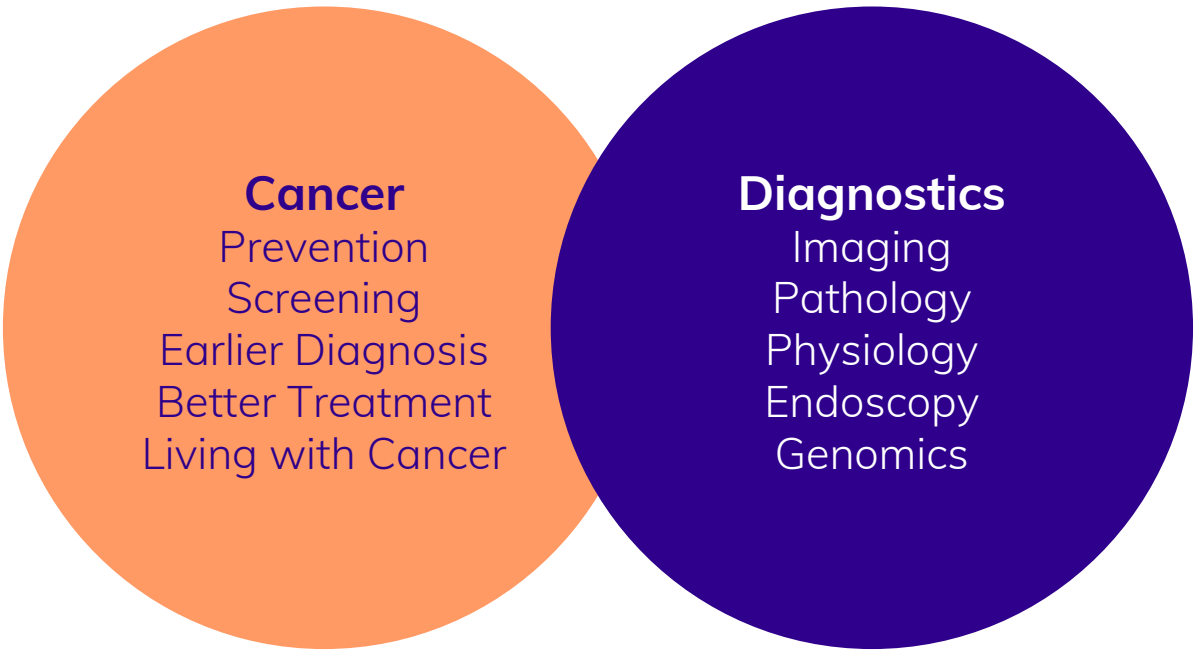 Cancer
Prevention
Screening
Earlier Diagnosis
Better Treatment
Living with Cancer
Diagnostics
Imaging
Pathology
Physiology
Endoscopy
Genomics